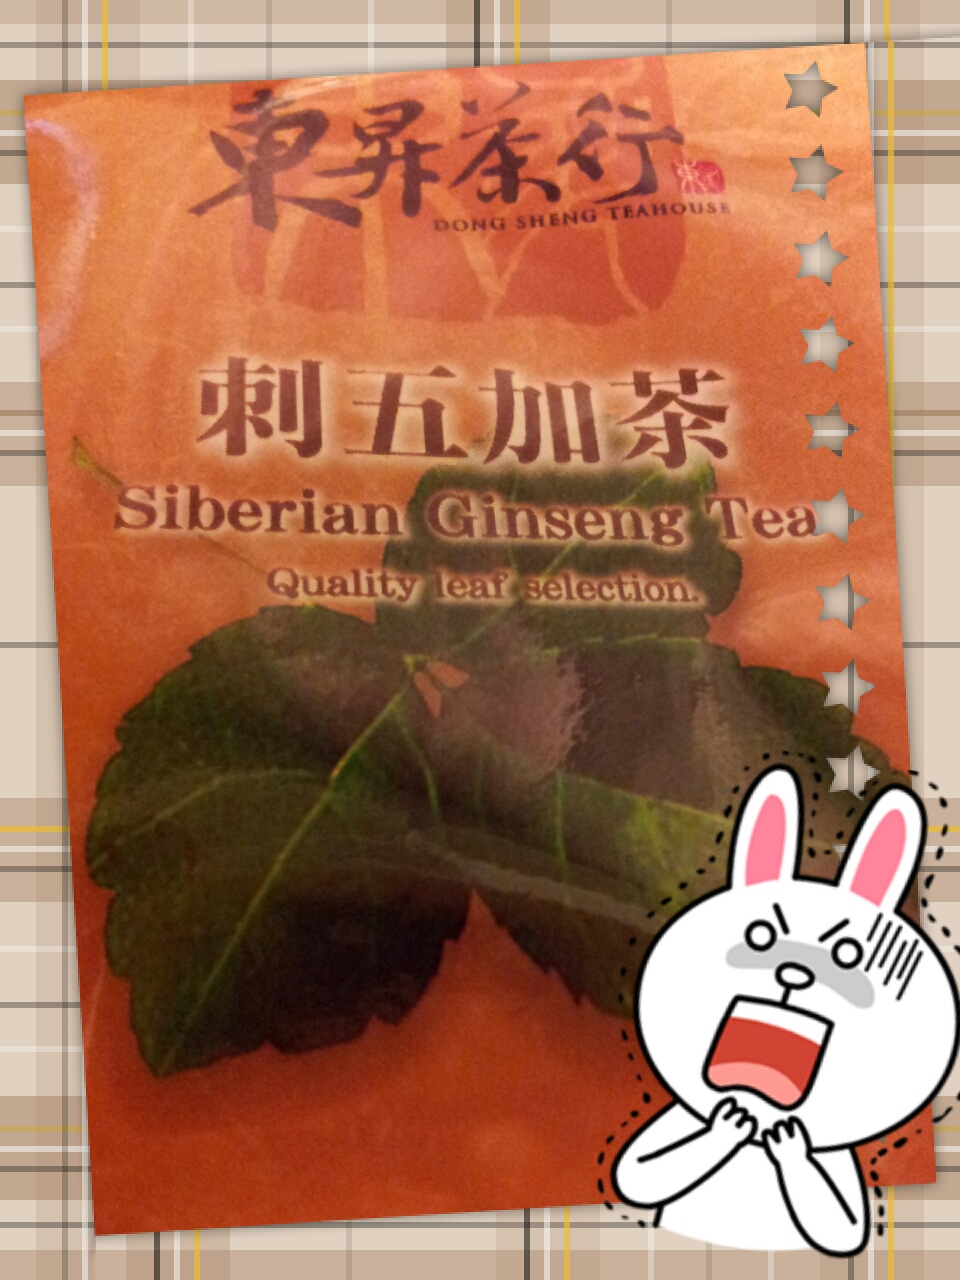 東昇茶行
DONG SHENG TEAHOUSE
刺五加茶
Siberian Ginseng Tea
Quality leaf selection.